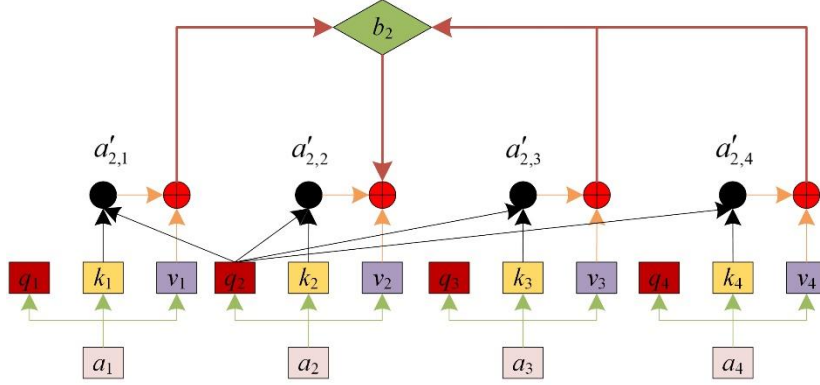 b₂
a′₂,₁ a′₂,₂ a′₂,₃ a′₂,₄
q₁ k₁ v₁ q₂ k₂ v₂ q₃ k₃ v₃ q₄ k₄ v₄
a₁ a₂ a₃ a₄